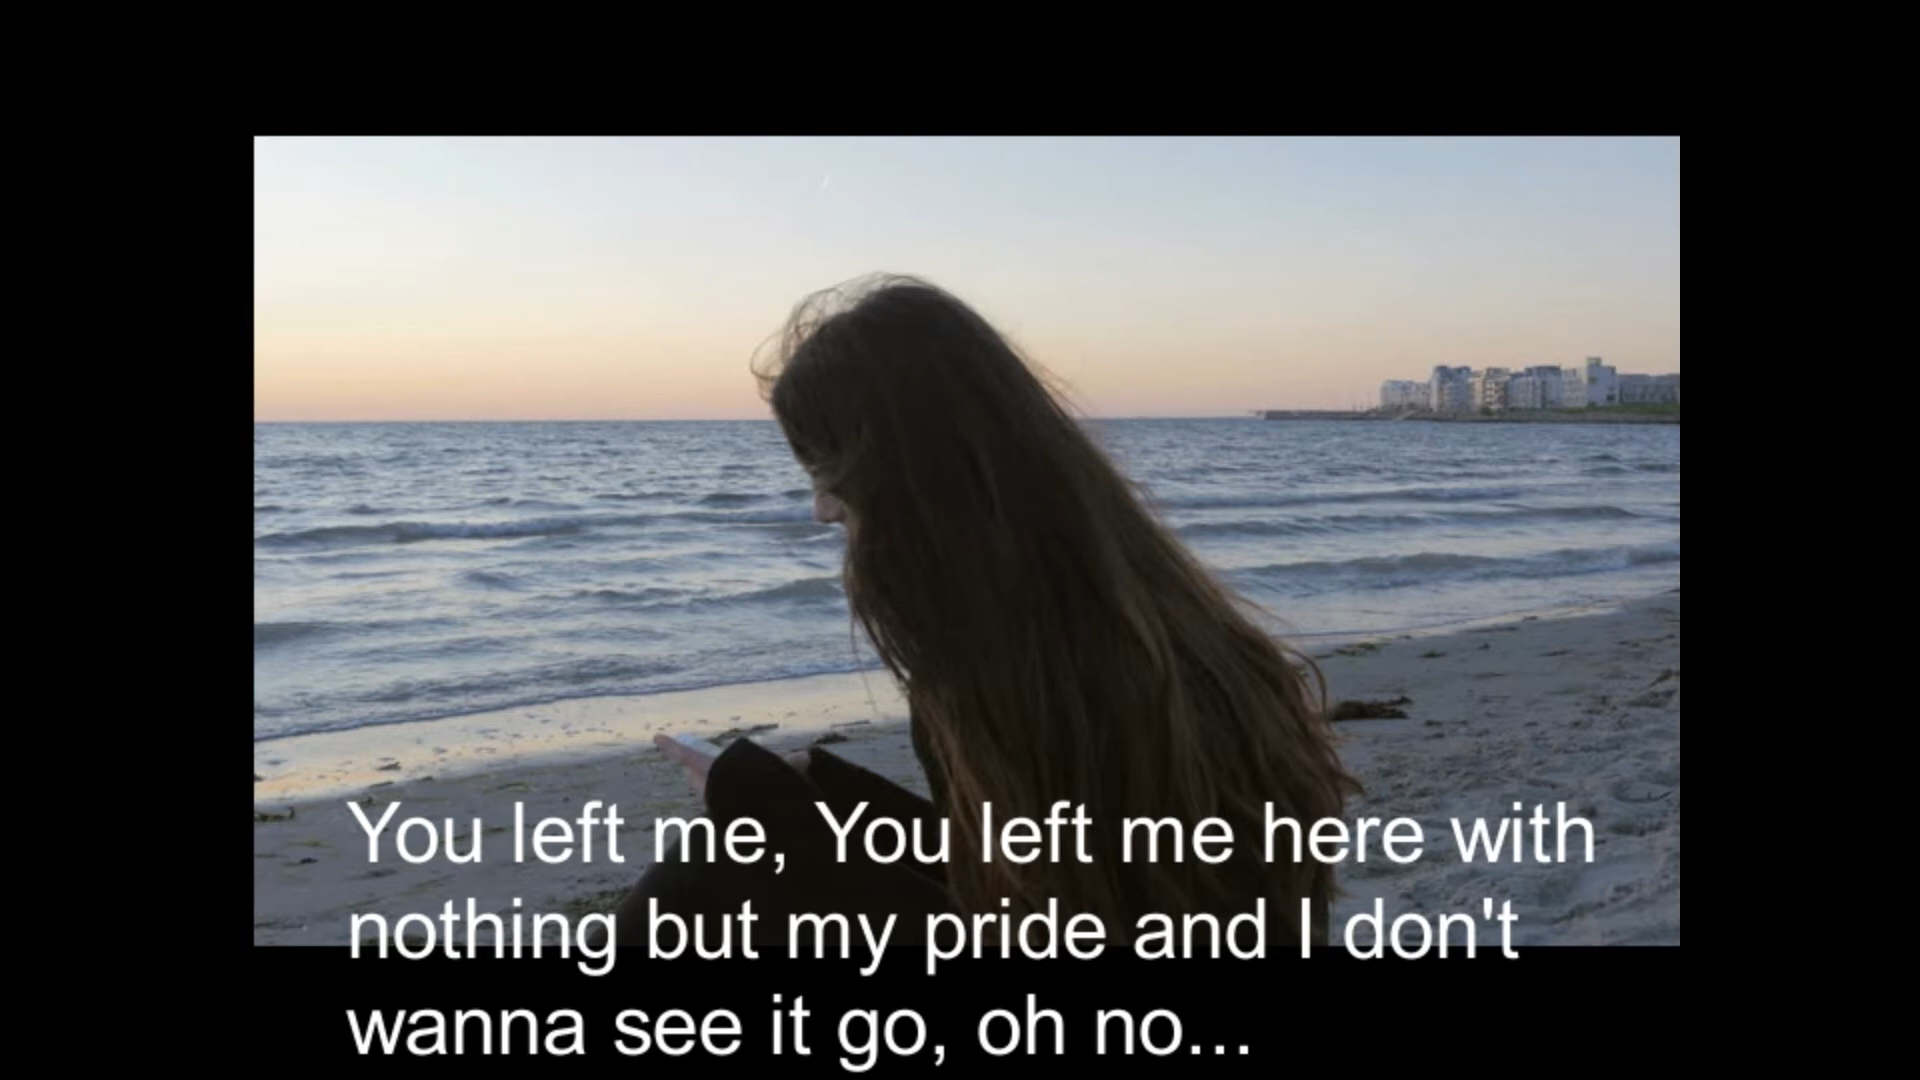 You left me, You left me here with
nothing but my pride and I don't
wanna see it go, oh no...